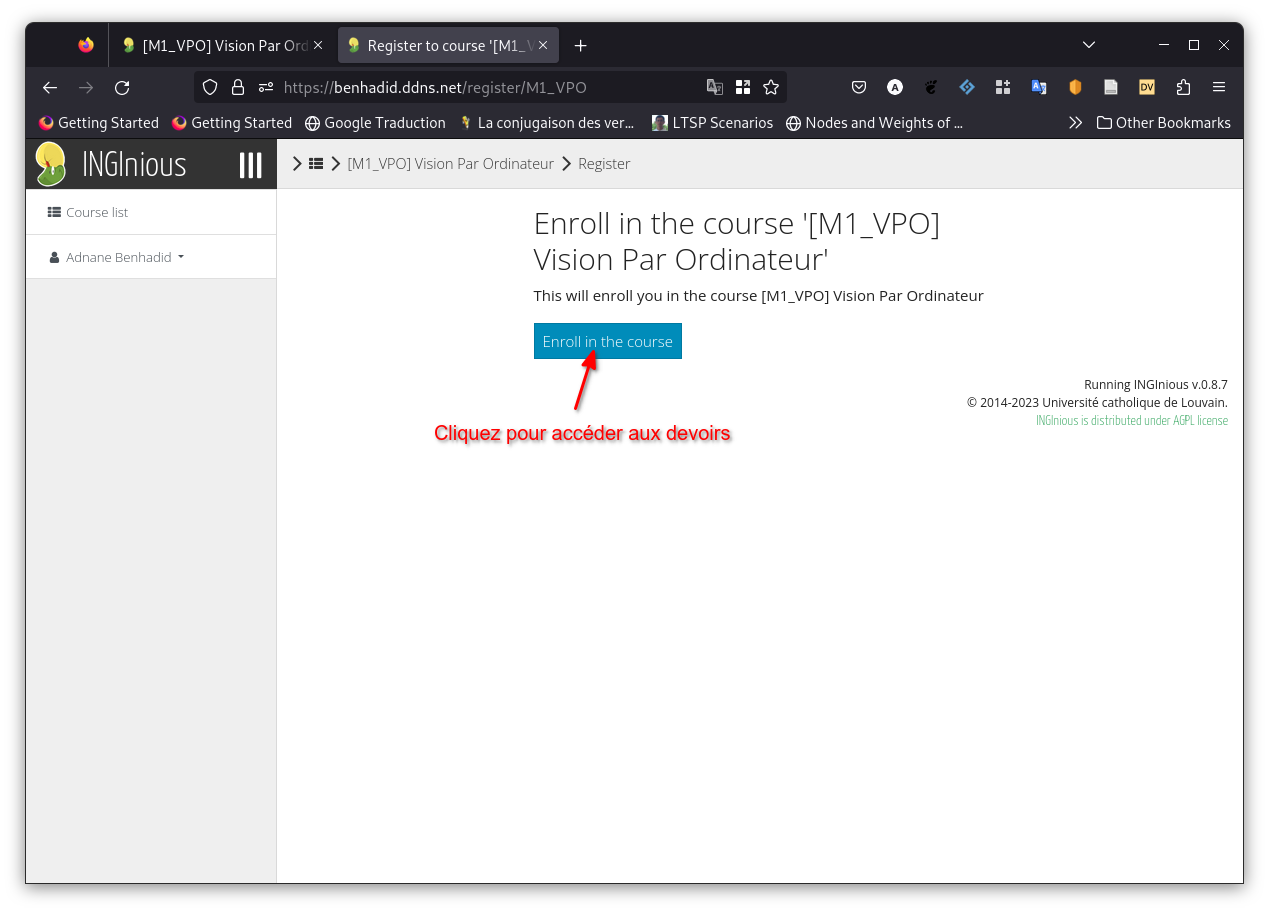 [M1_VPO] Vision Par Ord
Register to course '[M1_V
https://benhadid.ddns.net/register/M1_VPO
A
DV
Getting Started
Getting Started
Google Traduction
La conjugaison des ver...
LTSP Scenarios
Nodes and Weights of ...
Other Bookmarks
INGInious
[M1_VPO] Vision Par Ordinateur
Register
Course list
Adnane Benhadid
Enroll in the course '[M1_VPO]
Vision Par Ordinateur'
This will enroll you in the course [M1_VPO] Vision Par Ordinateur
Enroll in the course
Cliquez pour accéder aux devoirs
Running INGInious v.0.8.7
© 2014-2023 Université catholique de Louvain.
INGInious is distributed under AGPL license